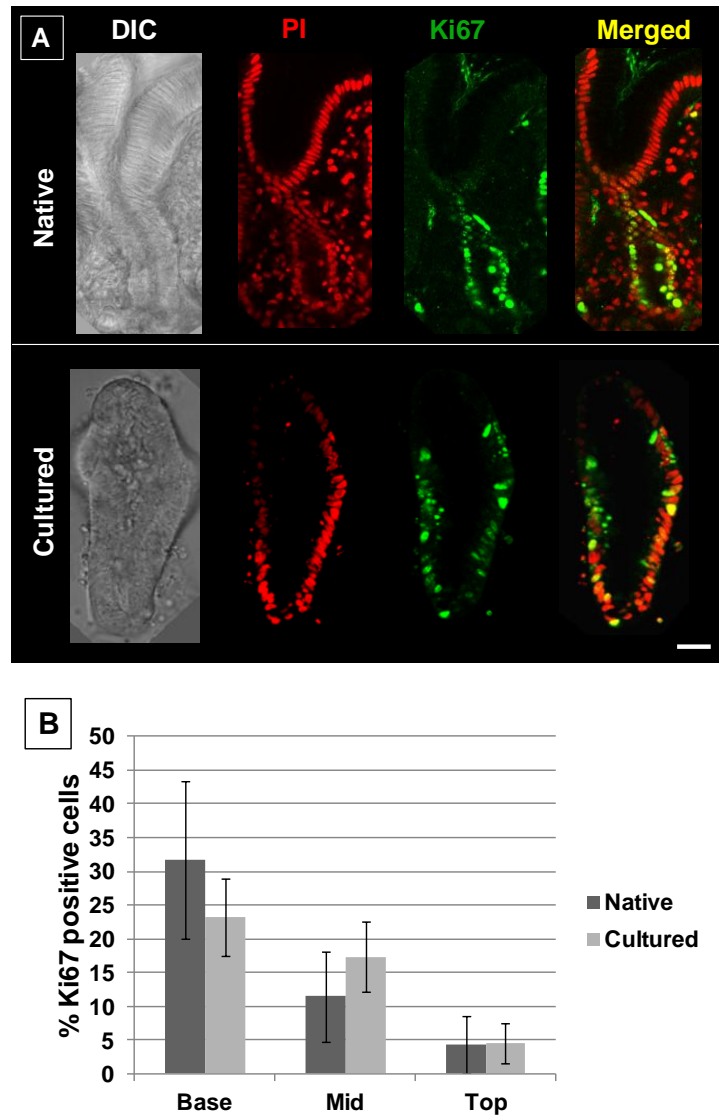 A
DIC PI Ki67 Merged
Native
Cultured
B
% Ki67 positive cells
50
45
40
35
30
25
20
15
10
5
0
Base Mid Top
Native
Cultured